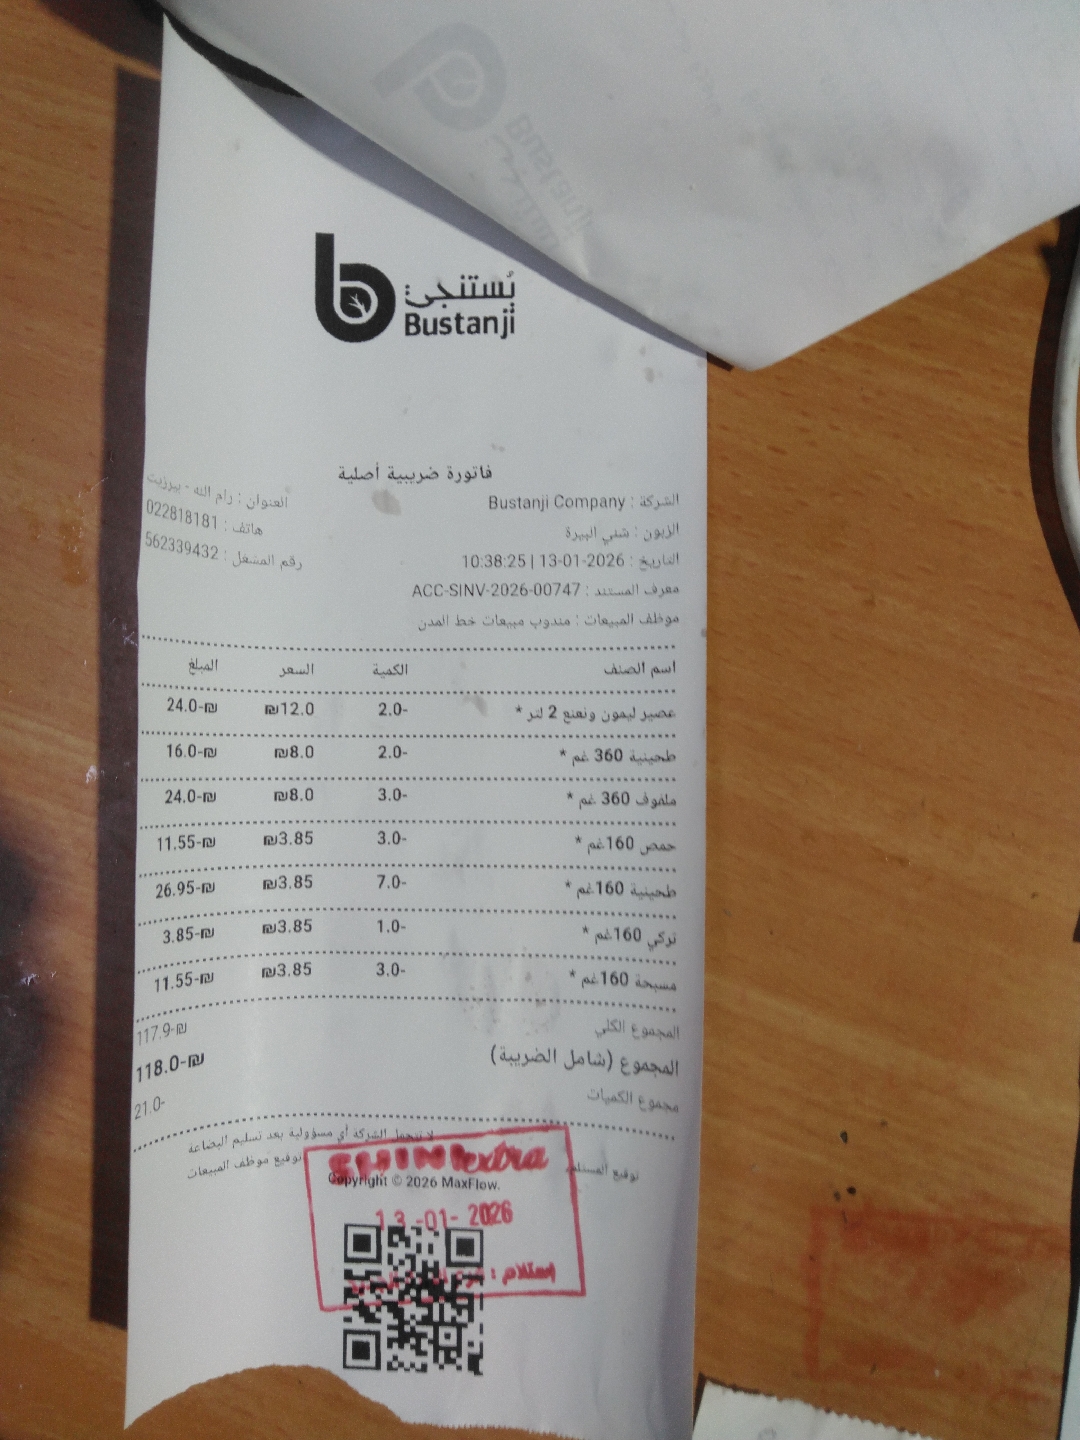 بُستنجي
Bustanji
فاتورة ضريبية أصلية
الشركة : Bustanji Company
العنوان : رام الله - بيرزيت
الزبون : شني البيرة
هاتف : 022818181
التاريخ : 13-01-2026 | 10:38:25
رقم المشغل : 562339432
معرف المستند : ACC-SINV-2026-00747
موظف المبيعات : مندوب مبيعات خط المدن
اسم الصنف الكمية السعر المبلغ
عصير ليمون ونعنع 2 لتر * 2.0- ₪12.0 24.0-₪
طحينية 360 غم * 2.0- ₪8.0 16.0-₪
ملفوف 360 غم * 3.0- ₪8.0 24.0-₪
حمص 160غم * 3.0- ₪3.85 11.55-₪
طحينية 160غم * 7.0- ₪3.85 26.95-₪
تركي 160غم * 1.0- ₪3.85 3.85-₪
مسبحة 160غم * 3.0- ₪3.85 11.55-₪
المجموع الكلي 117.9-₪
المجموع (شامل الضريبة) 118.0-₪
مجموع الكميات 21.0-
لا تتحمل الشركة أي مسؤولية بعد تسليم البضاعة
توقيع المستلم توقيع موظف المبيعات
SHINI extra
Copyright © 2026 MaxFlow.
13-01-2026
إستلام :